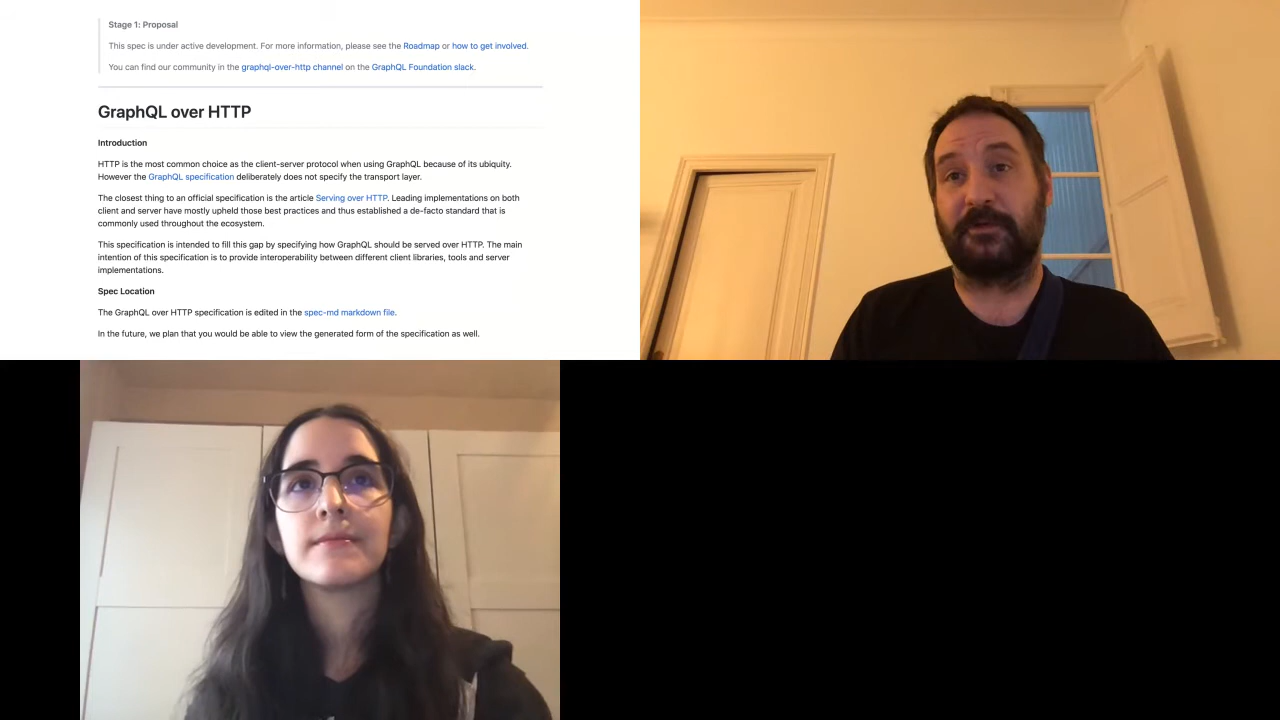 Stage 1: Proposal
This spec is under active development. For more information, please see the Roadmap or how to get involved.
You can find our community in the graphql-over-http channel on the GraphQL Foundation slack.
GraphQL over HTTP
Introduction
HTTP is the most common choice as the client-server protocol when using GraphQL because of its ubiquity.
However the GraphQL specification deliberately does not specify the transport layer.
The closest thing to an official specification is the article Serving over HTTP. Leading implementations on both
client and server have mostly upheld those best practices and thus established a de-facto standard that is
commonly used throughout the ecosystem.
This specification is intended to fill this gap by specifying how GraphQL should be served over HTTP. The main
intention of this specification is to provide interoperability between different client libraries, tools and server
implementations.
Spec Location
The GraphQL over HTTP specification is edited in the spec-md markdown file.
In the future, we plan that you would be able to view the generated form of the specification as well.